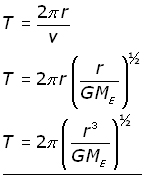 T = 2πr / v
T = 2πr (r / GM_E)^½
T = 2π (r³ / GM_E)^½